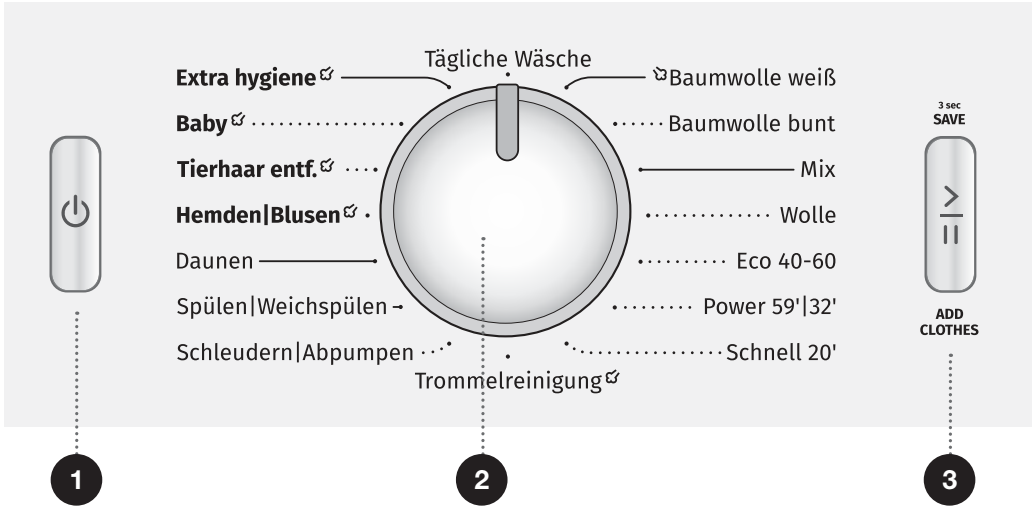 Tägliche Wäsche
Extra hygiene
Baby
Tierhaar entf.
Hemden|Blusen
Daunen
Spülen|Weichspülen
Schleudern|Abpumpen
Baumwolle weiß
Baumwolle bunt
Mix
Wolle
Eco 40-60
Power 59'|32'
Schnell 20'
Trommelreinigung
3 sec
SAVE
ADD
CLOTHES
1
2
3